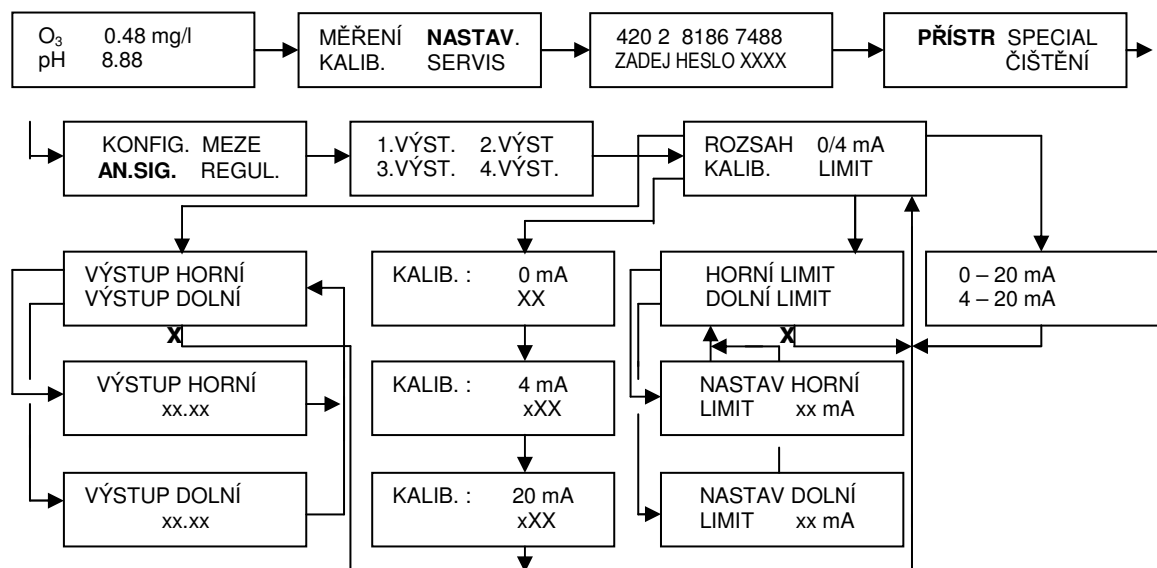 O₃ 0.48 mg/l
pH 8.88
MĚŘENÍ NASTAV.
KALIB. SERVIS
420 2 8186 7488
ZADEJ HESLO XXXX
PŘÍSTR SPECIAL
ČIŠTĚNÍ
KONFIG. MEZE
AN.SIG. REGUL.
1.VÝST. 2.VÝST
3.VÝST. 4.VÝST.
ROZSAH 0/4 mA
KALIB. LIMIT
VÝSTUP HORNÍ
VÝSTUP DOLNÍ
X
KALIB. : 0 mA
XX
HORNÍ LIMIT
DOLNÍ LIMIT
X
0 – 20 mA
4 – 20 mA
VÝSTUP HORNÍ
xx.xx
KALIB. : 4 mA
xXX
NASTAV HORNÍ
LIMIT xx mA
VÝSTUP DOLNÍ
xx.xx
KALIB. : 20 mA
xXX
NASTAV DOLNÍ
LIMIT xx mA